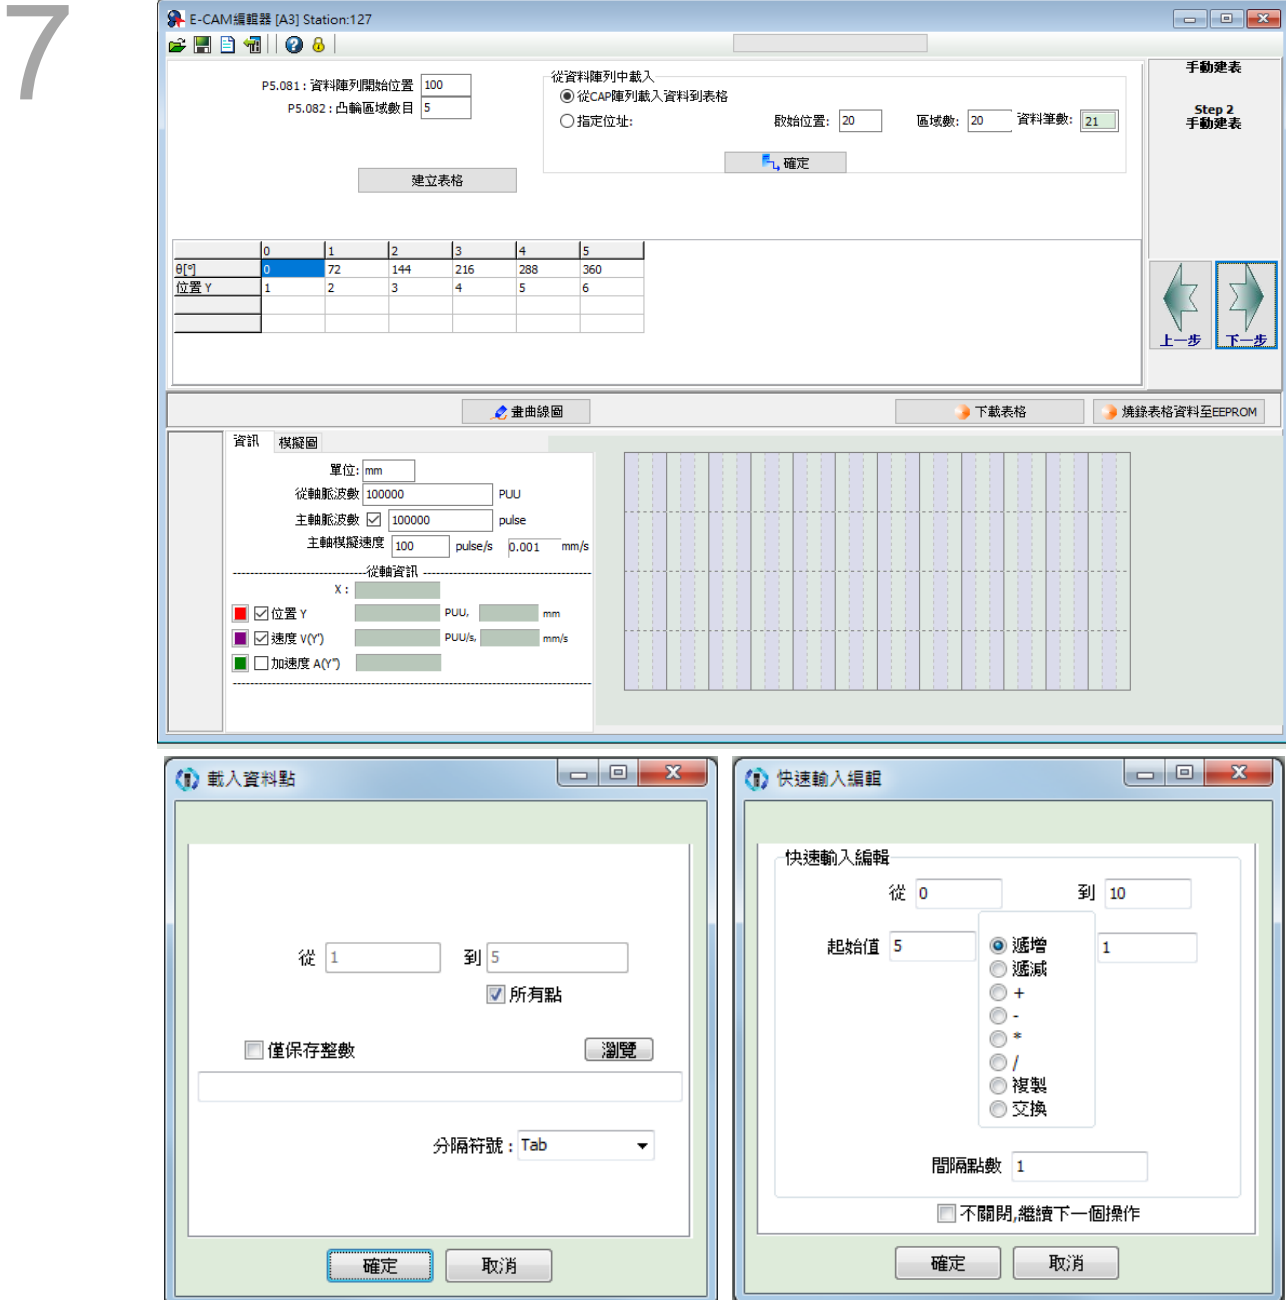 7
E-CAM編輯器 [A3] Station:127
P5.081 : 資料陣列開始位置 100
P5.082 : 凸輪區域數目 5
建立表格
從資料陣列中載入
從CAP陣列載入資料到表格
指定位址: 啟始位置: 20 區域數: 20 資料筆數: 21
確定
手動建表
Step 2
手動建表
0 1 2 3 4 5
θ[°] 0 72 144 216 288 360
位置 Y 1 2 3 4 5 6
上一步 下一步
畫曲線圖 下載表格 燒錄表格資料至EEPROM
資訊 模擬圖
單位: mm
從軸脈波數 100000 PUU
主軸脈波數 100000 pulse
主軸模擬速度 100 pulse/s 0.001 mm/s
從軸資訊
X :
位置 Y PUU, mm
速度 V(Y') PUU/s, mm/s
加速度 A(Y")
載入資料點
從 1 到 5
所有點
僅保存整數 瀏覽
分隔符號 : Tab
確定 取消
快速輸入編輯
快速輸入編輯
從 0 到 10
起始值 5 遞增 1
遞減
+
-
*
/
複製
交換
間隔點數 1
不關閉,繼續下一個操作
確定 取消